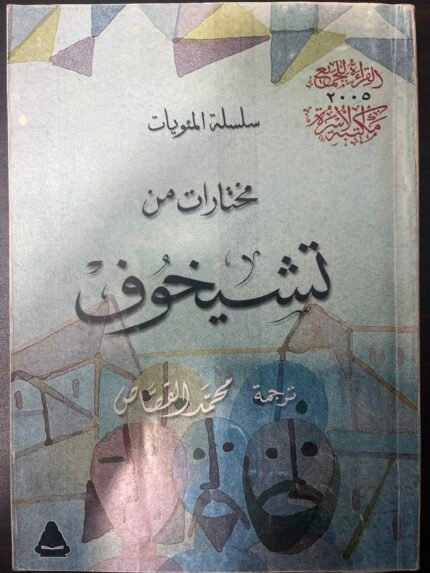 القراءة للجميع
٢٠٠٥
مكتبة الأسرة
سلسلة المئويات
مختارات من
تشيخوف
ترجمة محمد القصاص